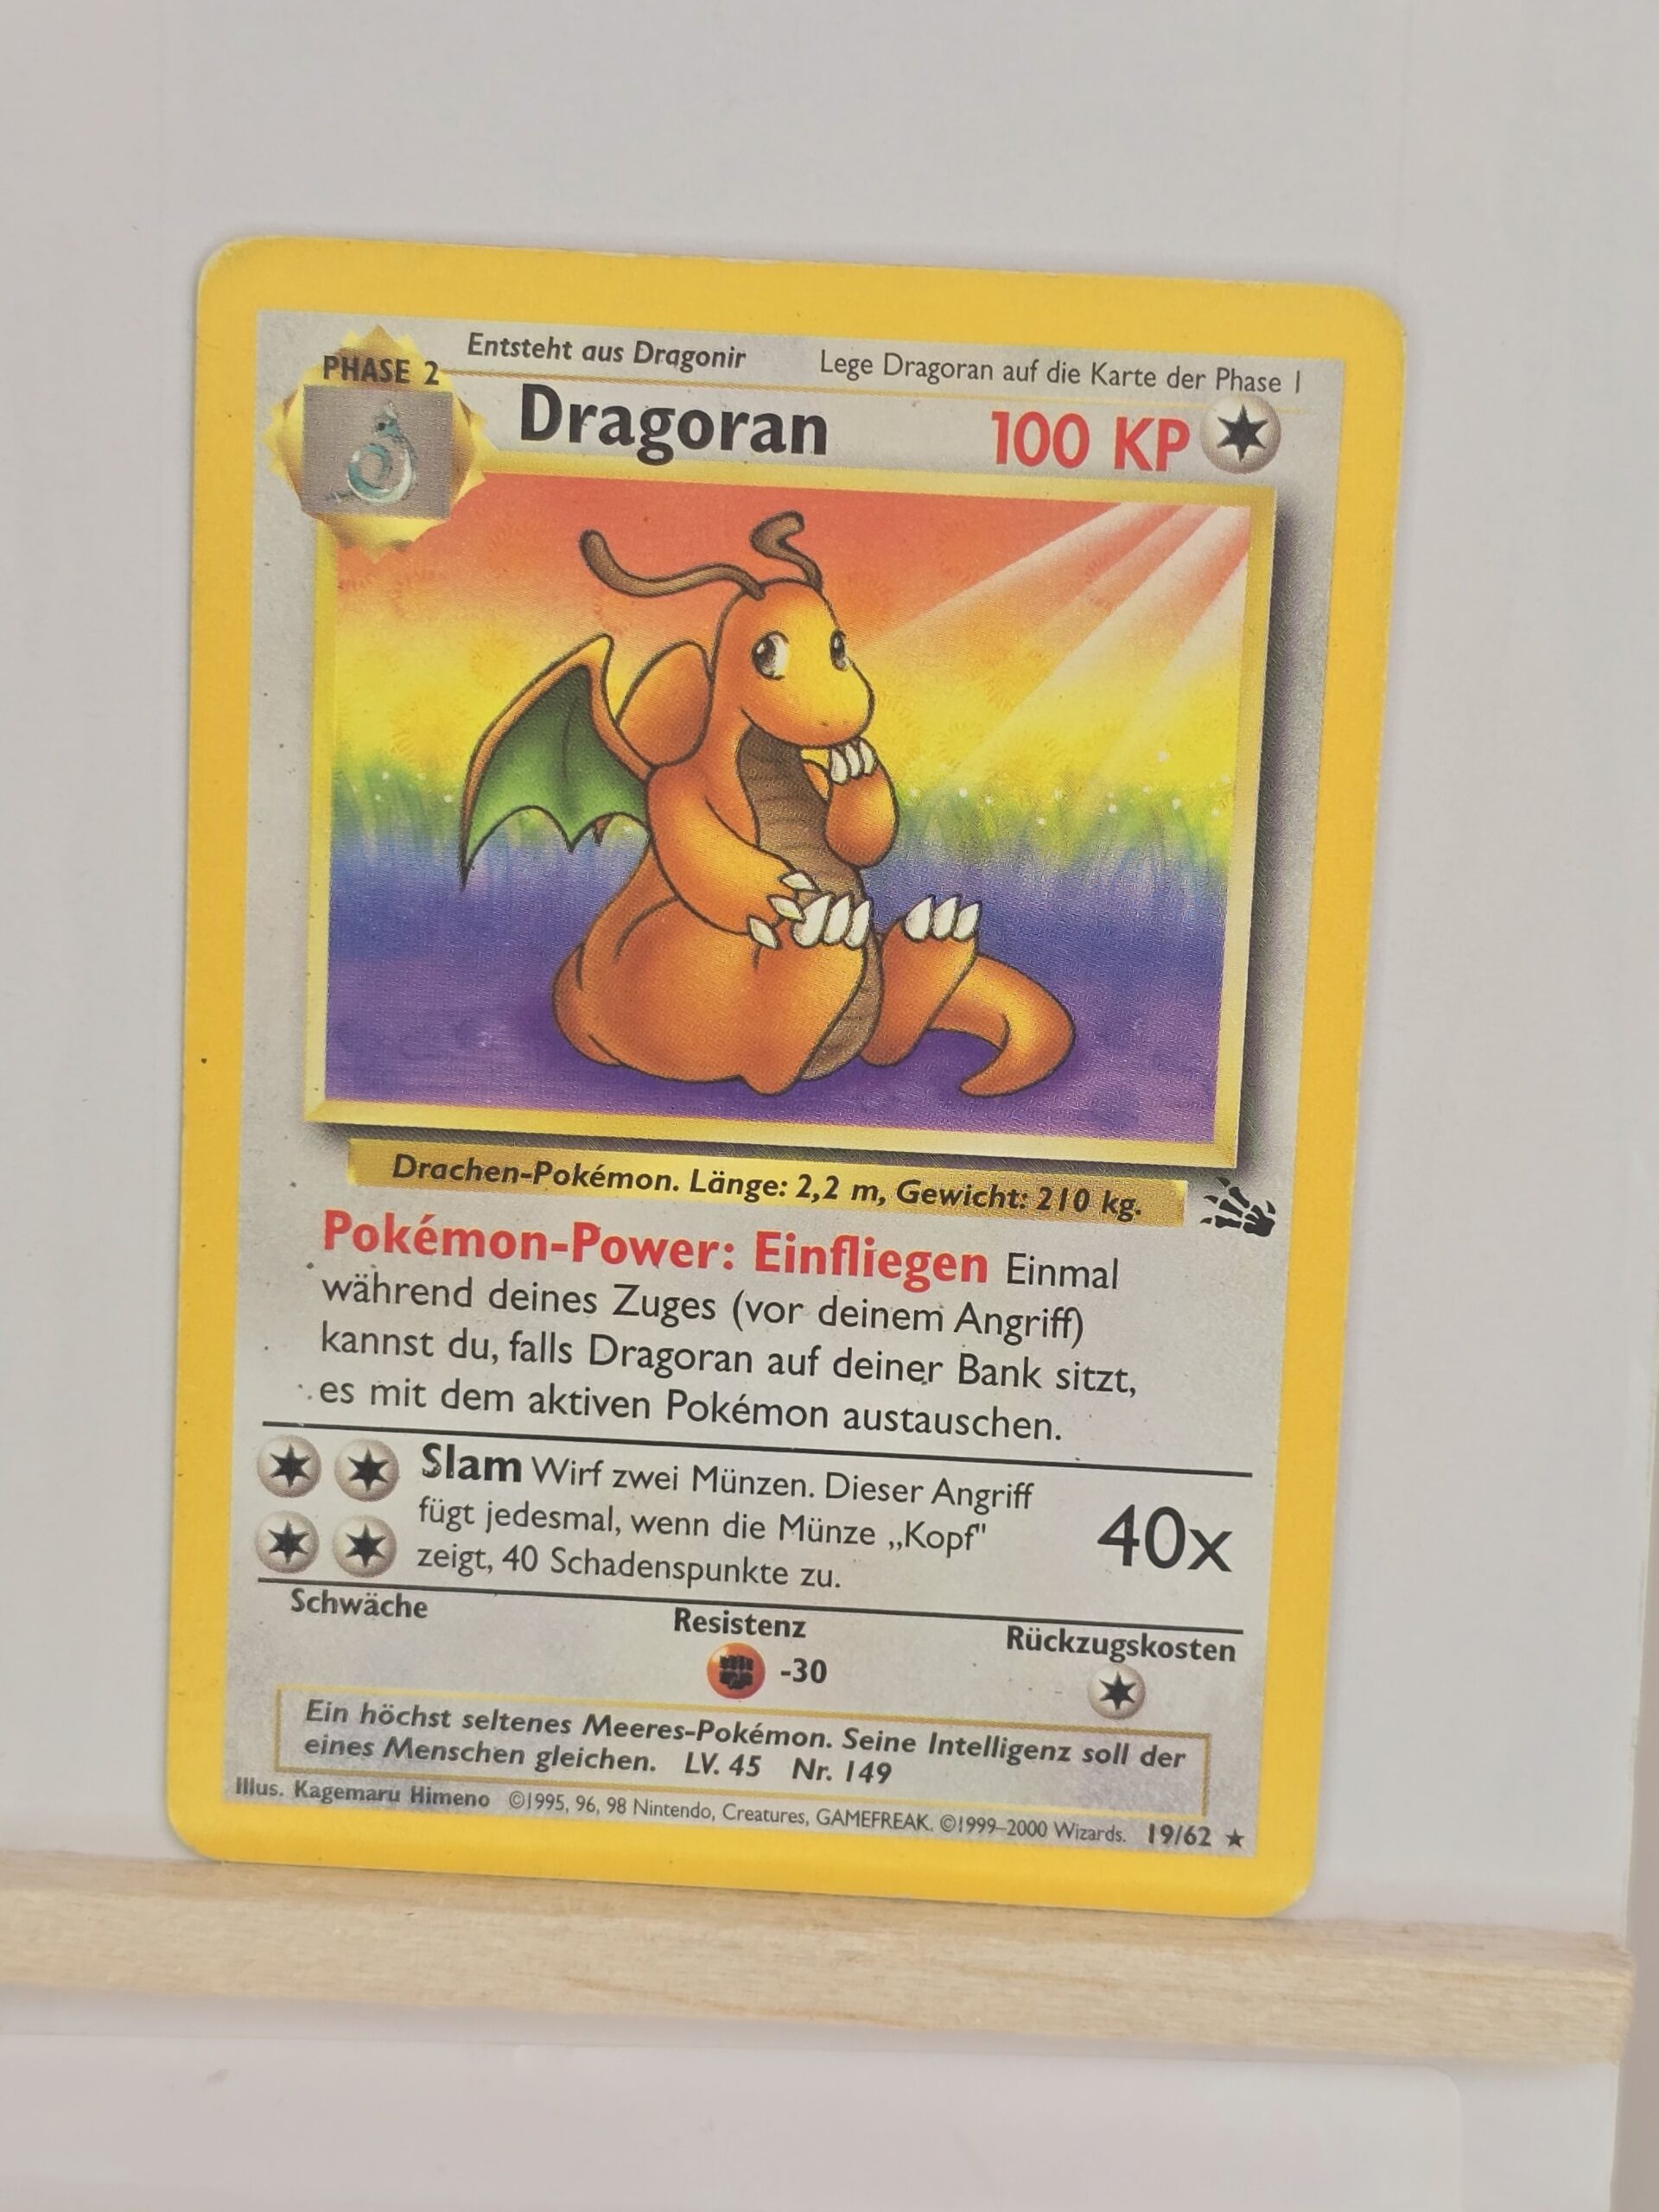 Entsteht aus Dragonir Lege Dragoran auf die Karte der Phase 1
PHASE 2
Dragoran 100 KP
Drachen-Pokémon. Länge: 2,2 m, Gewicht: 210 kg.
Pokémon-Power: Einfliegen Einmal
während deines Zuges (vor deinem Angriff)
kannst du, falls Dragoran auf deiner Bank sitzt,
es mit dem aktiven Pokémon austauschen.
Slam Wirf zwei Münzen. Dieser Angriff
fügt jedesmal, wenn die Münze „Kopf"
zeigt, 40 Schadenspunkte zu.
40x
Schwäche Resistenz Rückzugskosten
-30
Ein höchst seltenes Meeres-Pokémon. Seine Intelligenz soll der
eines Menschen gleichen. LV. 45 Nr. 149
Illus. Kagemaru Himeno ©1995, 96, 98 Nintendo, Creatures, GAMEFREAK. ©1999–2000 Wizards. 19/62 ★